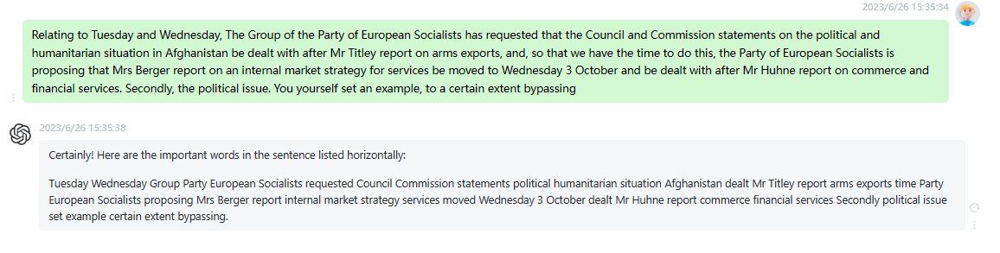 2023/6/26 15:35:34
Relating to Tuesday and Wednesday, The Group of the Party of European Socialists has requested that the Council and Commission statements on the political and
humanitarian situation in Afghanistan be dealt with after Mr Titley report on arms exports, and, so that we have the time to do this, the Party of European Socialists is
proposing that Mrs Berger report on an internal market strategy for services be moved to Wednesday 3 October and be dealt with after Mr Huhne report on commerce and
financial services. Secondly, the political issue. You yourself set an example, to a certain extent bypassing
2023/6/26 15:35:38
Certainly! Here are the important words in the sentence listed horizontally:
Tuesday Wednesday Group Party European Socialists requested Council Commission statements political humanitarian situation Afghanistan dealt Mr Titley report arms exports time Party
European Socialists proposing Mrs Berger report internal market strategy services moved Wednesday 3 October dealt Mr Huhne report commerce financial services Secondly political issue
set example certain extent bypassing.